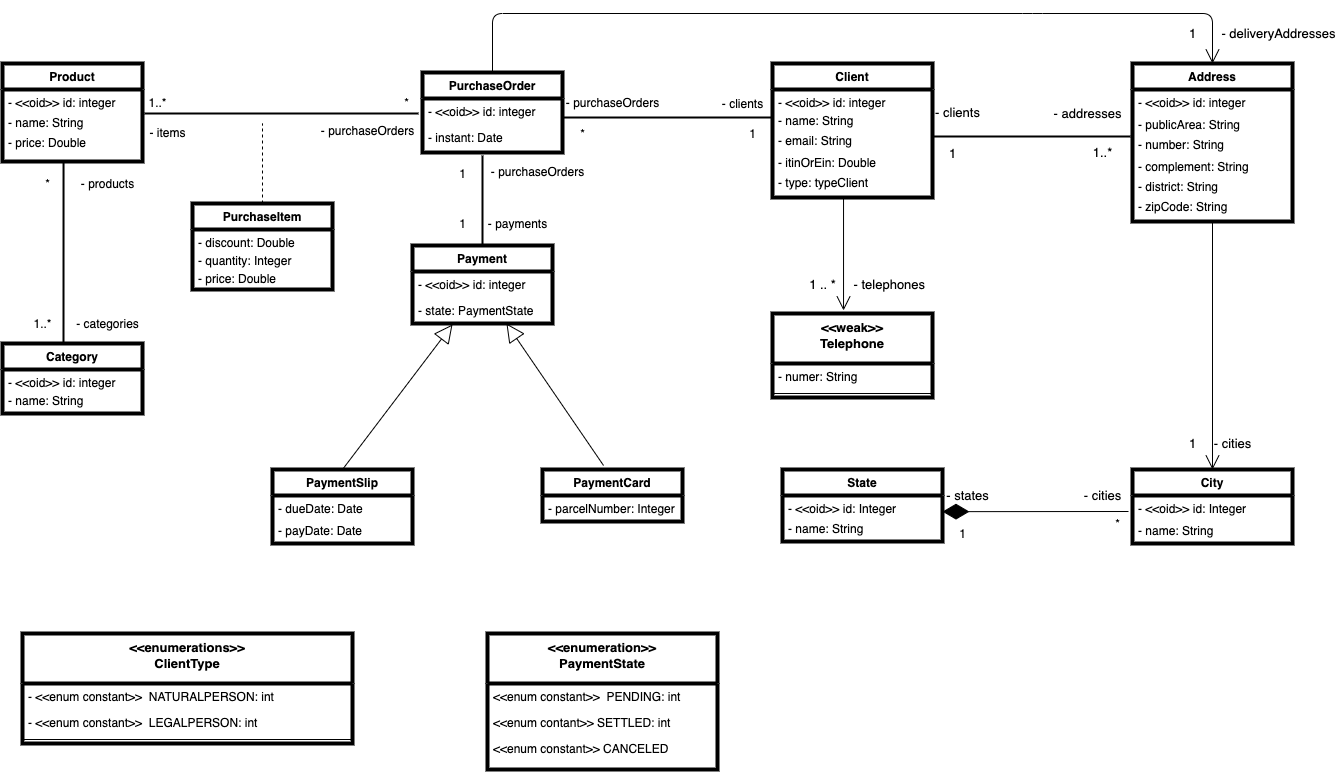 1
- deliveryAddresses
Product
- <<oid>> id: integer
- name: String
- price: Double
1..*
*
- items
- purchaseOrders
PurchaseOrder
- <<oid>> id: integer
- instant: Date
- purchaseOrders
- clients
*
1
Client
- <<oid>> id: integer
- name: String
- email: String
- itinOrEin: Double
- type: typeClient
- clients
- addresses
1
1..*
Address
- <<oid>> id: integer
- publicArea: String
- number: String
- complement: String
- district: String
- zipCode: String
*
- products
PurchaseItem
- discount: Double
- quantity: Integer
- price: Double
1
- purchaseOrders
1
- payments
Payment
- <<oid>> id: integer
- state: PaymentState
1 .. *
- telephones
<<weak>>
Telephone
- numer: String
1..*
- categories
Category
- <<oid>> id: integer
- name: String
PaymentSlip
- dueDate: Date
- payDate: Date
PaymentCard
- parcelNumber: Integer
1
- cities
State
- <<oid>> id: Integer
- name: String
- states
- cities
1
*
City
- <<oid>> id: Integer
- name: String
<<enumerations>>
ClientType
- <<enum constant>> NATURALPERSON: int
- <<enum constant>> LEGALPERSON: int
<<enumeration>>
PaymentState
<<enum constant>> PENDING: int
<<enum contant>> SETTLED: int
<<enum constant>> CANCELED